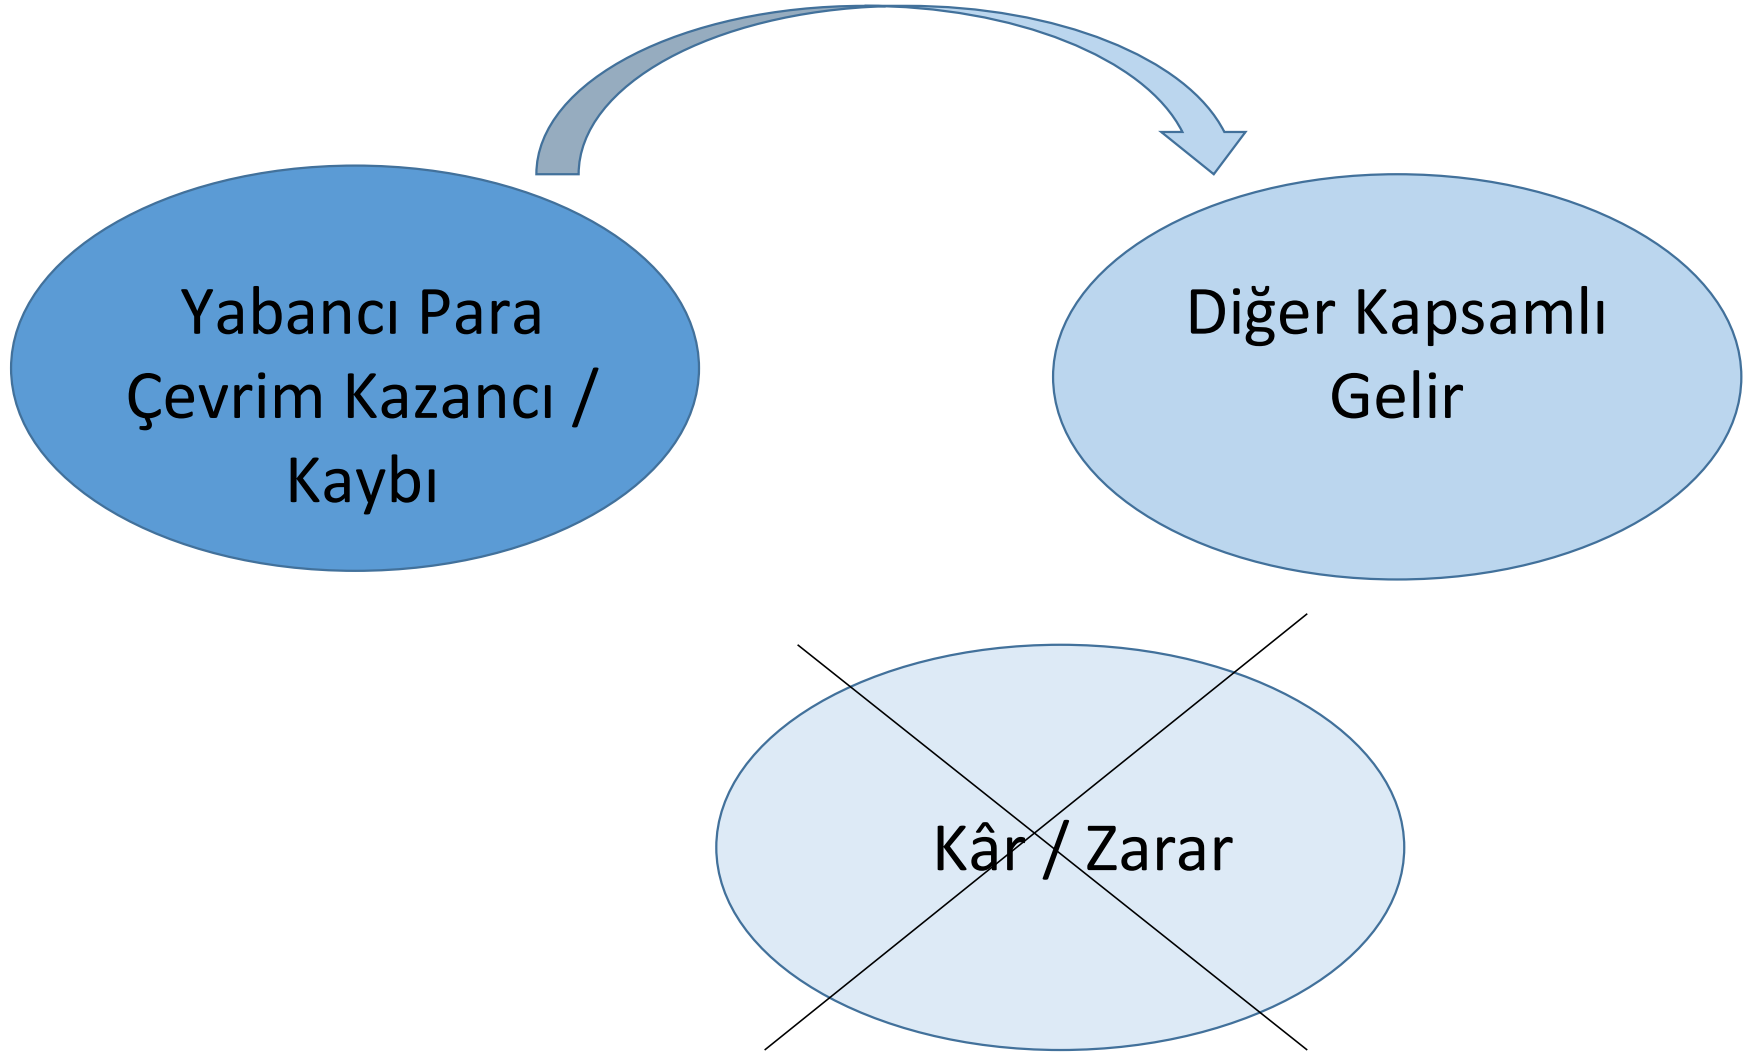 Yabancı Para
Çevrim Kazancı /
Kaybı
Diğer Kapsamlı
Gelir
Kâr / Zarar